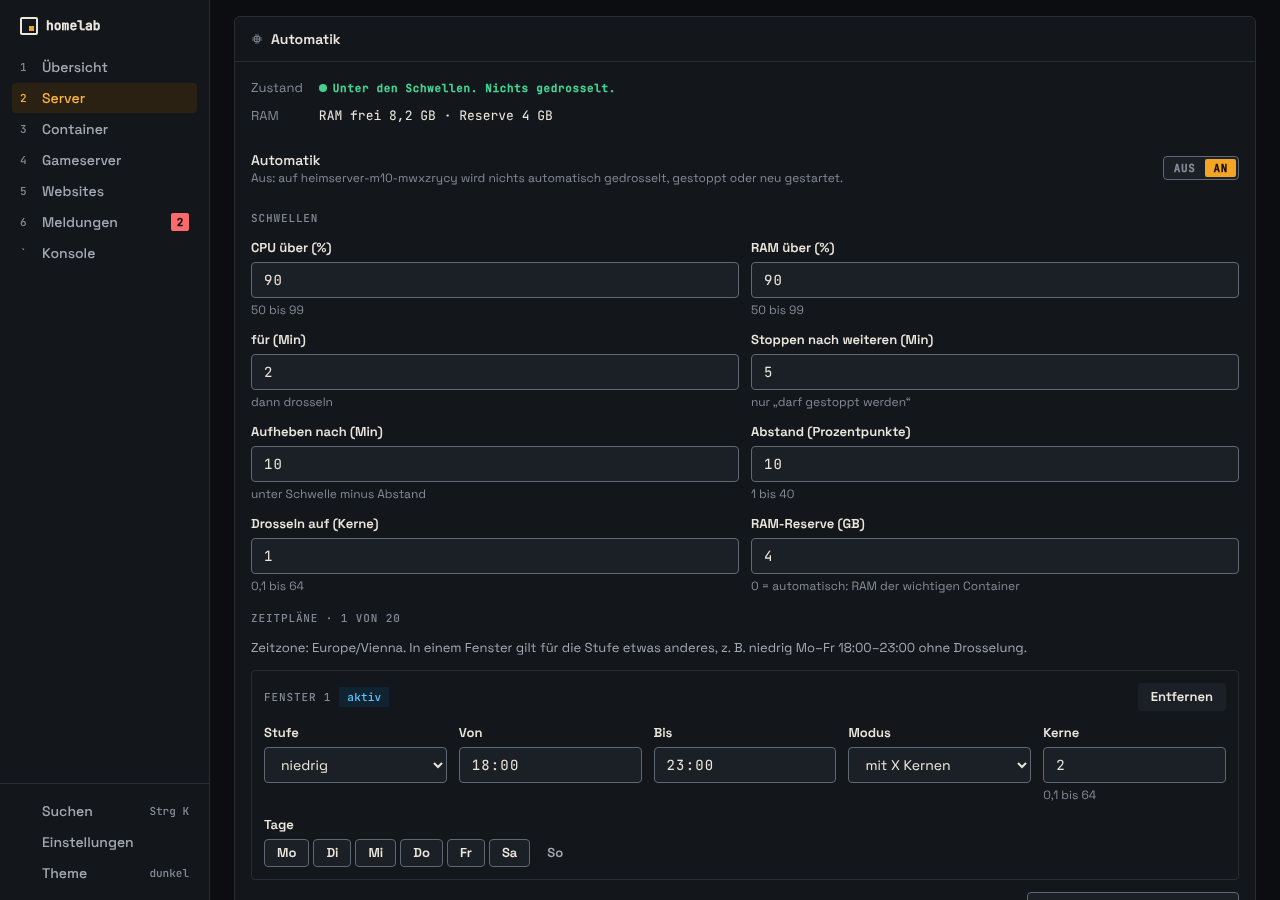 homelab
1 Übersicht
2 Server
3 Container
4 Gameserver
5 Websites
6 Meldungen 2
` Konsole
Suchen Strg K
Einstellungen
Theme dunkel
Automatik
Zustand Unter den Schwellen. Nichts gedrosselt.
RAM RAM frei 8,2 GB · Reserve 4 GB
Automatik
Aus: auf heimserver-m10-mwxzrycy wird nichts automatisch gedrosselt, gestoppt oder neu gestartet.
AUS AN
SCHWELLEN
CPU über (%) RAM über (%)
90 90
50 bis 99 50 bis 99
für (Min) Stoppen nach weiteren (Min)
2 5
dann drosseln nur „darf gestoppt werden“
Aufheben nach (Min) Abstand (Prozentpunkte)
10 10
unter Schwelle minus Abstand 1 bis 40
Drosseln auf (Kerne) RAM-Reserve (GB)
1 4
0,1 bis 64 0 = automatisch: RAM der wichtigen Container
ZEITPLÄNE · 1 VON 20
Zeitzone: Europe/Vienna. In einem Fenster gilt für die Stufe etwas anderes, z. B. niedrig Mo–Fr 18:00–23:00 ohne Drosselung.
FENSTER 1 aktiv Entfernen
Stufe Von Bis Modus Kerne
niedrig 18:00 23:00 mit X Kernen 2
0,1 bis 64
Tage
Mo Di Mi Do Fr Sa So